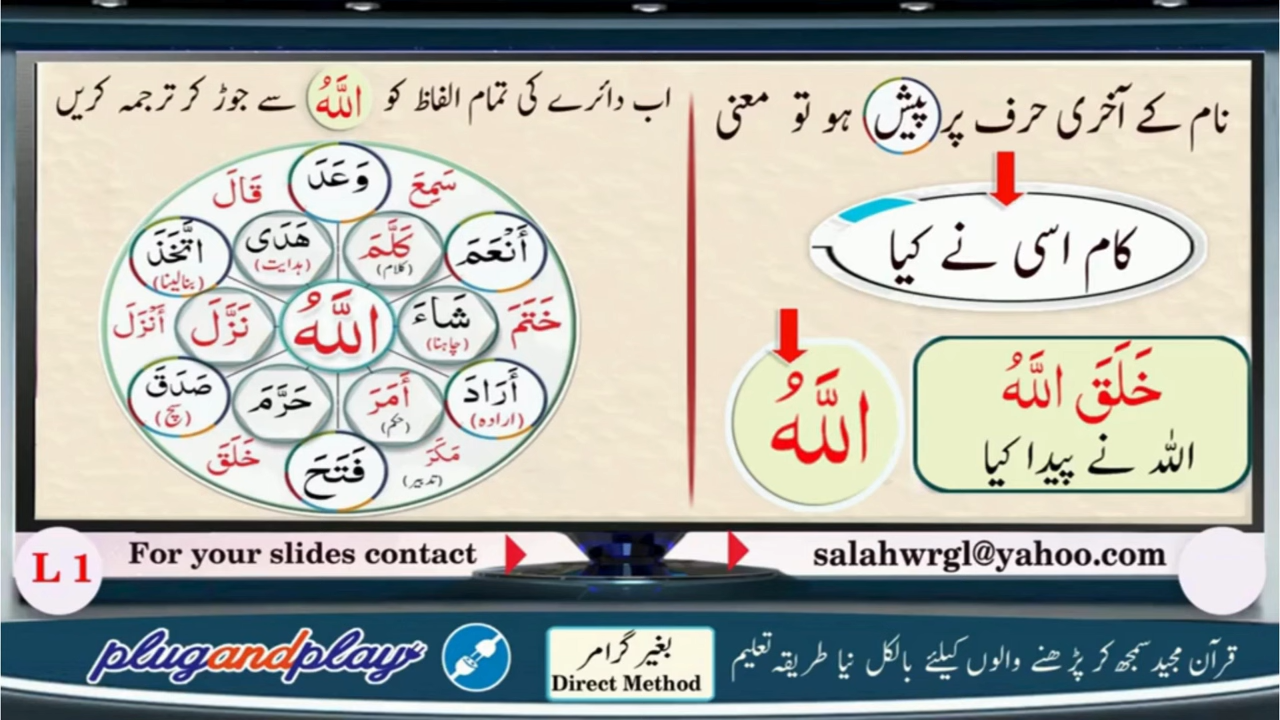 نام کے آخری حرف پر پیش ہو تو معنی
کام اسی نے کیا
اللَّهُ
خَلَقَ اللَّهُ
اللہ نے پیدا کیا
اب دائرے کی تمام الفاظ کو اللَّهُ سے جوڑ کر ترجمہ کریں
سَمِعَ
وَعَدَ
قَالَ
أَنْعَمَ
كَلَّمَ
(کلام)
هَدَى
(ہدایت)
اتَّخَذَ
(بنالینا)
خَتَمَ
شَاءَ
(چاہنا)
اللَّهُ
نَزَّلَ
أَنْزَلَ
أَرَادَ
(ارادہ)
أَمَرَ
(حکم)
حَرَّمَ
صَدَقَ
(سچ)
مَكَرَ
(تدبیر)
فَتَحَ
خَلَقَ
L 1
For your slides contact
salahwrgl@yahoo.com
plugandplay
بغیر گرامر
Direct Method
قرآن مجید سمجھ کر پڑھنے والوں کیلئے بالکل نیا طریقہ تعلیم